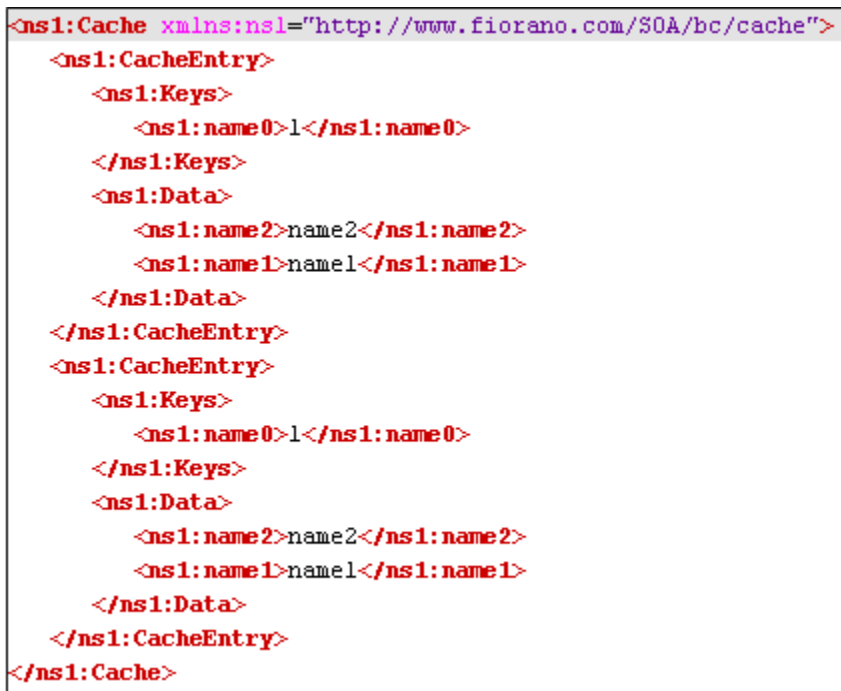 <ns1:Cache xmlns:ns1="http://www.fiorano.com/SOA/bc/cache">
<ns1:CacheEntry>
<ns1:Keys>
<ns1:name0>1</ns1:name0>
</ns1:Keys>
<ns1:Data>
<ns1:name2>name2</ns1:name2>
<ns1:name1>name1</ns1:name1>
</ns1:Data>
</ns1:CacheEntry>
<ns1:CacheEntry>
<ns1:Keys>
<ns1:name0>1</ns1:name0>
</ns1:Keys>
<ns1:Data>
<ns1:name2>name2</ns1:name2>
<ns1:name1>name1</ns1:name1>
</ns1:Data>
</ns1:CacheEntry>
</ns1:Cache>